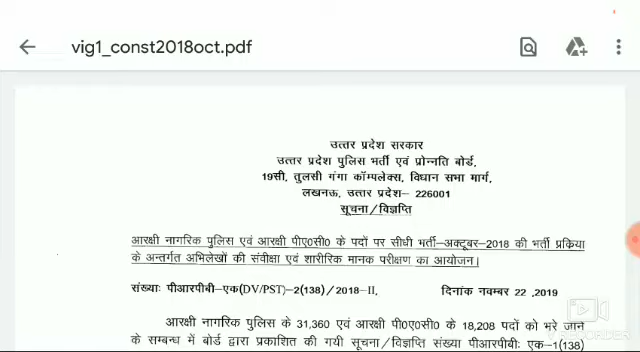 vig1_const2018oct.pdf
उत्तर प्रदेश सरकार
उत्तर प्रदेश पुलिस भर्ती एवं प्रोन्नति बोर्ड,
19सी, तुलसी गंगा कॉम्पलेक्स, विधान सभा मार्ग,
लखनऊ, उत्तर प्रदेश– 226001
सूचना/विज्ञप्ति
आरक्षी नागरिक पुलिस एवं आरक्षी पीए0सी0 के पदों पर सीधी भर्ती–अक्टूबर–2018 की भर्ती प्रकिया
के अन्तर्गत अभिलेखों की संवीक्षा एवं शारीरिक मानक परीक्षण का आयोजन।
संख्याः पीआरपीबी–एक(DV/PST)–2(138)/2018–II, दिनांक नवम्बर 22 ,2019
आरक्षी नागरिक पुलिस के 31,360 एवं आरक्षी पी0ए0सी0 के 18,208 पदों को भरे जाने
के सम्बन्ध में बोर्ड द्वारा प्रकाशित की गयी सूचना/विज्ञप्ति संख्या पीआरपीबीः एक–1(138)